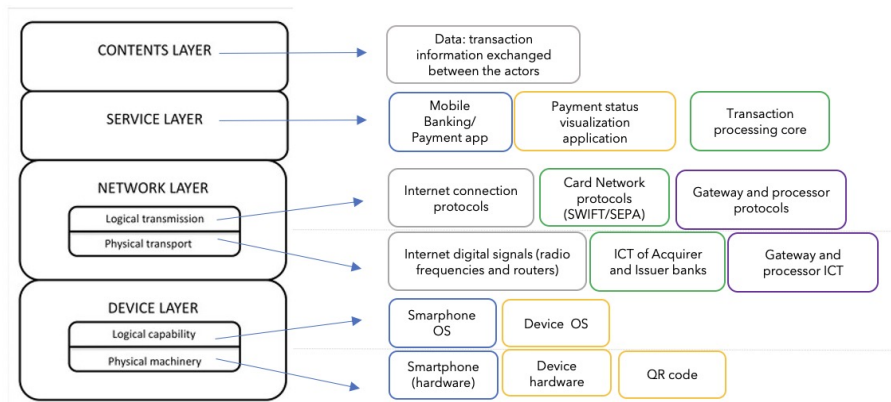 CONTENTS LAYER
Data: transaction
information exchanged
between the actors
SERVICE LAYER
Mobile
Banking/
Payment app
Payment status
visualization
application
Transaction
processing core
NETWORK LAYER
Logical transmission
Physical transport
Internet connection
protocols
Card Network
protocols
(SWIFT/SEPA)
Gateway and processor
protocols
Internet digital signals (radio
frequencies and routers)
ICT of Acquirer
and Issuer banks
Gateway and
processor ICT
DEVICE LAYER
Logical capability
Physical machinery
Smartphone
OS
Device OS
Smartphone
(hardware)
Device
hardware
QR code